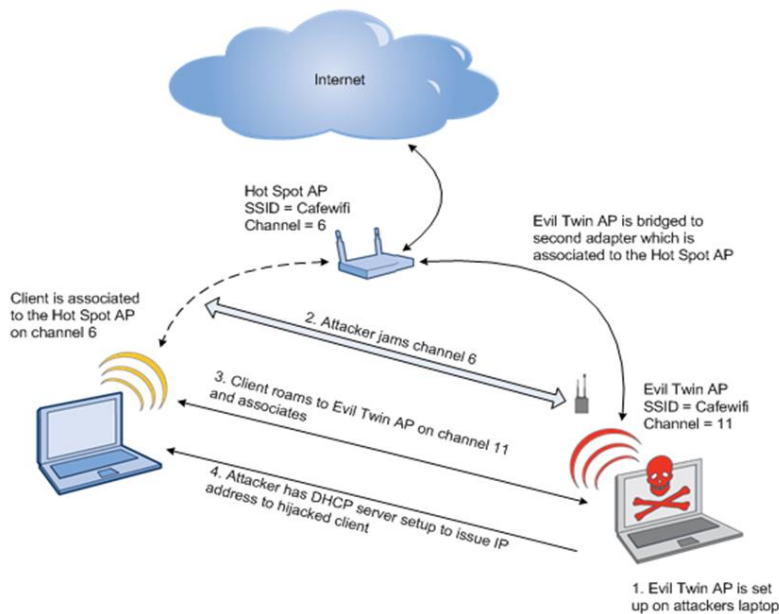 Internet
Hot Spot AP
SSID = Cafewifi
Channel = 6
Evil Twin AP is bridged to
second adapter which is
associated to the Hot Spot AP
Client is associated
to the Hot Spot AP
on channel 6
2. Attacker jams channel 6
3. Client roams to Evil Twin AP on channel 11
and associates
Evil Twin AP
SSID = Cafewifi
Channel = 11
4. Attacker has DHCP server setup to issue IP
address to hijacked client
1. Evil Twin AP is set
up on attackers laptop